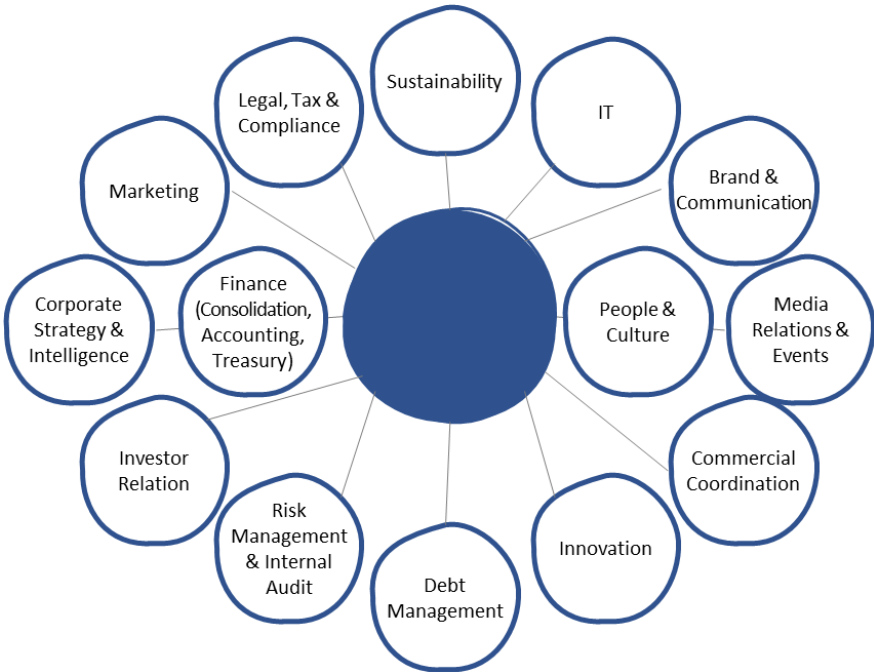 Sustainability
Legal, Tax &
Compliance
IT
Marketing
Brand &
Communication
Corporate
Strategy &
Intelligence
Finance
(Consolidation,
Accounting,
Treasury)
People &
Culture
Media
Relations &
Events
Investor
Relation
Commercial
Coordination
Risk
Management
& Internal
Audit
Innovation
Debt
Management